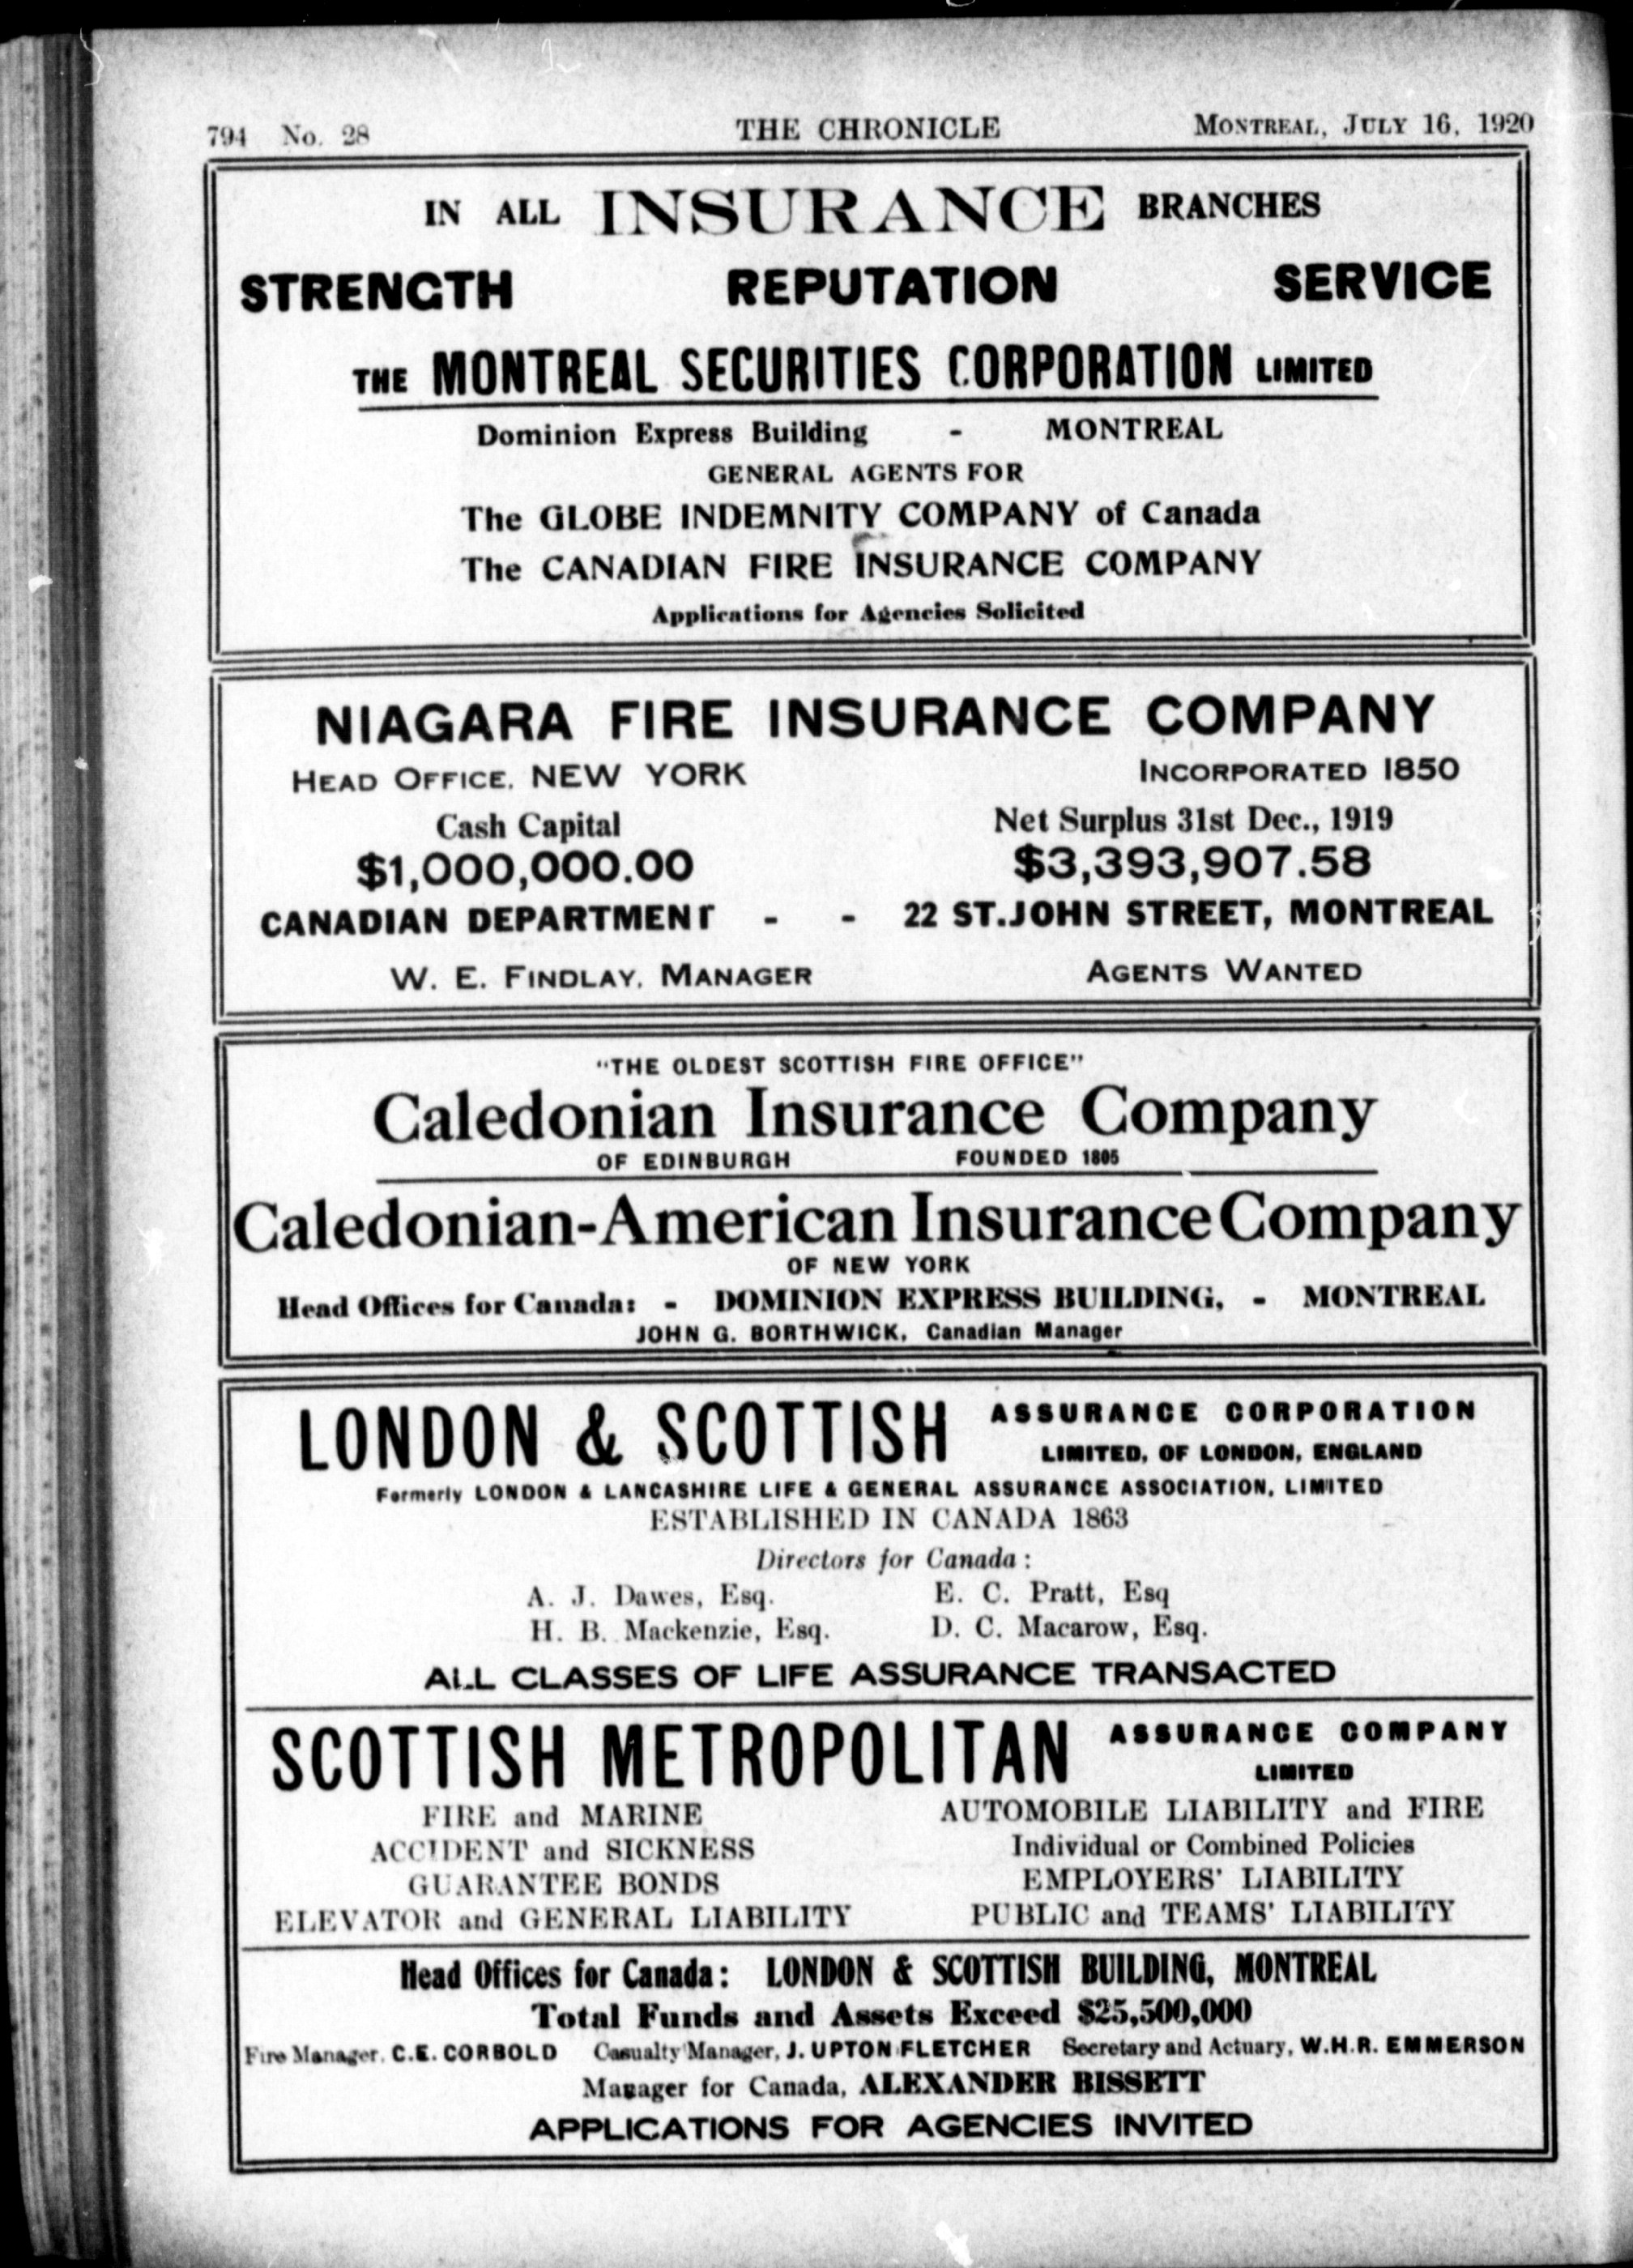 794 No. 28 THE CHRONICLE MONTREAL, JULY 16, 1920
IN ALL INSURANCE BRANCHES
STRENGTH REPUTATION SERVICE
THE MONTREAL SECURITIES CORPORATION LIMITED
Dominion Express Building - MONTREAL
GENERAL AGENTS FOR
The GLOBE INDEMNITY COMPANY of Canada
The CANADIAN FIRE INSURANCE COMPANY
Applications for Agencies Solicited
NIAGARA FIRE INSURANCE COMPANY
HEAD OFFICE, NEW YORK INCORPORATED 1850
Cash Capital Net Surplus 31st Dec., 1919
$1,000,000.00 $3,393,907.58
CANADIAN DEPARTMENT - - 22 ST. JOHN STREET, MONTREAL
W. E. FINDLAY, MANAGER AGENTS WANTED
"THE OLDEST SCOTTISH FIRE OFFICE"
Caledonian Insurance Company
OF EDINBURGH FOUNDED 1805
Caledonian-American Insurance Company
OF NEW YORK
Head Offices for Canada: - DOMINION EXPRESS BUILDING, - MONTREAL
JOHN G. BORTHWICK, Canadian Manager
LONDON & SCOTTISH ASSURANCE CORPORATION
LIMITED, OF LONDON, ENGLAND
Formerly LONDON & LANCASHIRE LIFE & GENERAL ASSURANCE ASSOCIATION, LIMITED
ESTABLISHED IN CANADA 1863
Directors for Canada:
A. J. Dawes, Esq. E. C. Pratt, Esq
H. B. Mackenzie, Esq. D. C. Macarow, Esq.
ALL CLASSES OF LIFE ASSURANCE TRANSACTED
SCOTTISH METROPOLITAN ASSURANCE COMPANY
LIMITED
FIRE and MARINE AUTOMOBILE LIABILITY and FIRE
ACCIDENT and SICKNESS Individual or Combined Policies
GUARANTEE BONDS EMPLOYERS' LIABILITY
ELEVATOR and GENERAL LIABILITY PUBLIC and TEAMS' LIABILITY
Head Offices for Canada: LONDON & SCOTTISH BUILDING, MONTREAL
Total Funds and Assets Exceed $25,500,000
Fire Manager, C.E. CORBOLD Casualty Manager, J. UPTON FLETCHER Secretary and Actuary, W.H.R. EMMERSON
Manager for Canada, ALEXANDER BISSETT
APPLICATIONS FOR AGENCIES INVITED